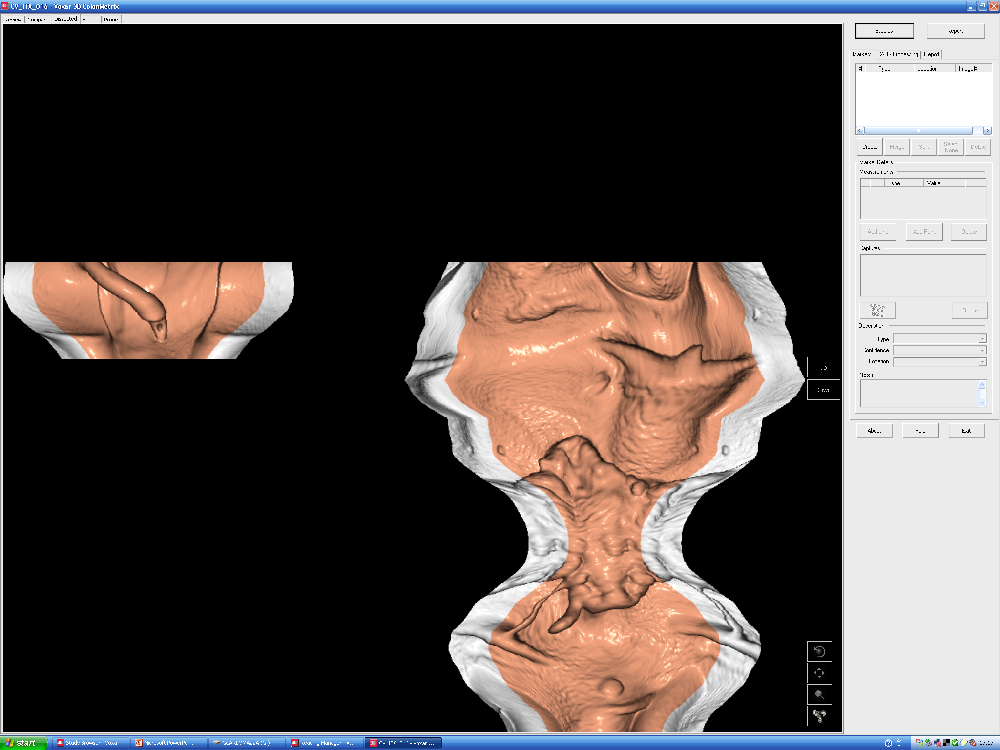 CV_ITA_016 - Voxar 3D ColonMetrix
Review Compare Dissected Supine Prone
Studies Report
Markers CAR - Processing Report
# Type Location Image#
Create Merge Split Select None Delete
Marker Details
Measurements
# Type Value
Add Line Add Point Delete
Captures
Delete
Description
Type
Confidence
Location
Notes
Up
Down
About Help Exit
start Study Browser - Voxa... Microsoft PowerPoint ... GCARLOMAZZA (G:) Reading Manager - V... CV_ITA_016 - Voxar ... 17.17